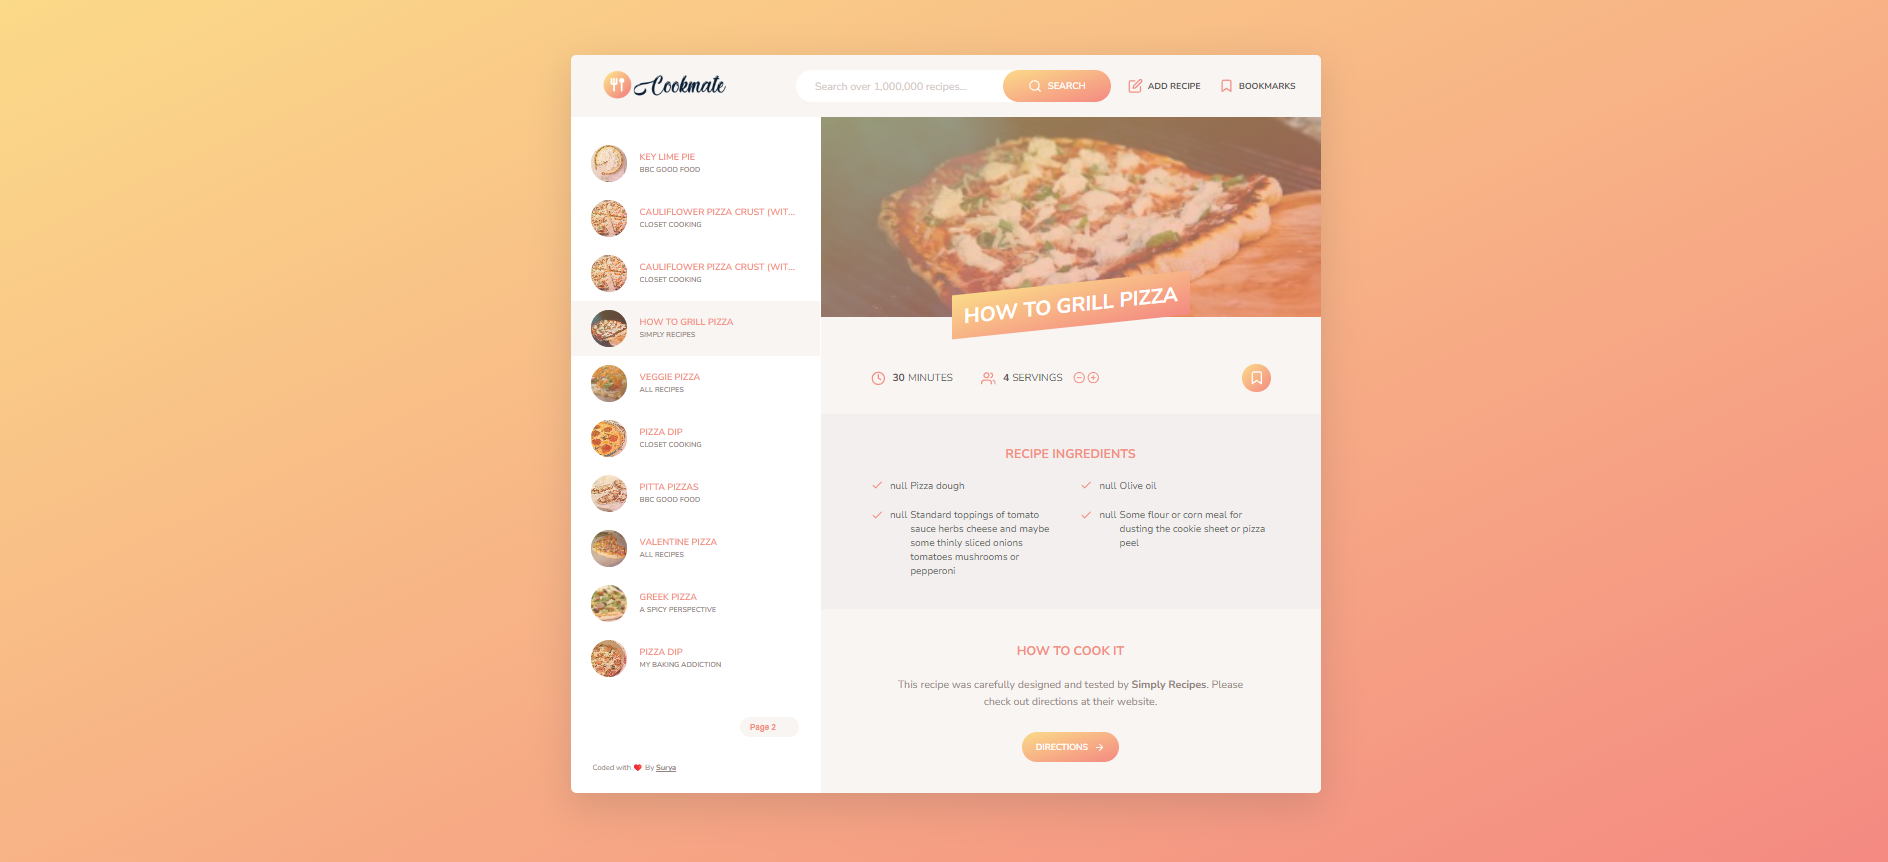 Cookmate
Search over 1,000,000 recipes...
SEARCH
ADD RECIPE
BOOKMARKS
KEY LIME PIE
BBC GOOD FOOD
CAULIFLOWER PIZZA CRUST (WIT...
CLOSET COOKING
CAULIFLOWER PIZZA CRUST (WIT...
CLOSET COOKING
HOW TO GRILL PIZZA
SIMPLY RECIPES
VEGGIE PIZZA
ALL RECIPES
PIZZA DIP
CLOSET COOKING
PITTA PIZZAS
BBC GOOD FOOD
VALENTINE PIZZA
ALL RECIPES
GREEK PIZZA
A SPICY PERSPECTIVE
PIZZA DIP
MY BAKING ADDICTION
Page 2
Coded with ❤ By Surya
HOW TO GRILL PIZZA
30 MINUTES
4 SERVINGS
RECIPE INGREDIENTS
null Pizza dough
null Olive oil
null Standard toppings of tomato
sauce herbs cheese and maybe
some thinly sliced onions
tomatoes mushrooms or
pepperoni
null Some flour or corn meal for
dusting the cookie sheet or pizza
peel
HOW TO COOK IT
This recipe was carefully designed and tested by Simply Recipes. Please
check out directions at their website.
DIRECTIONS →